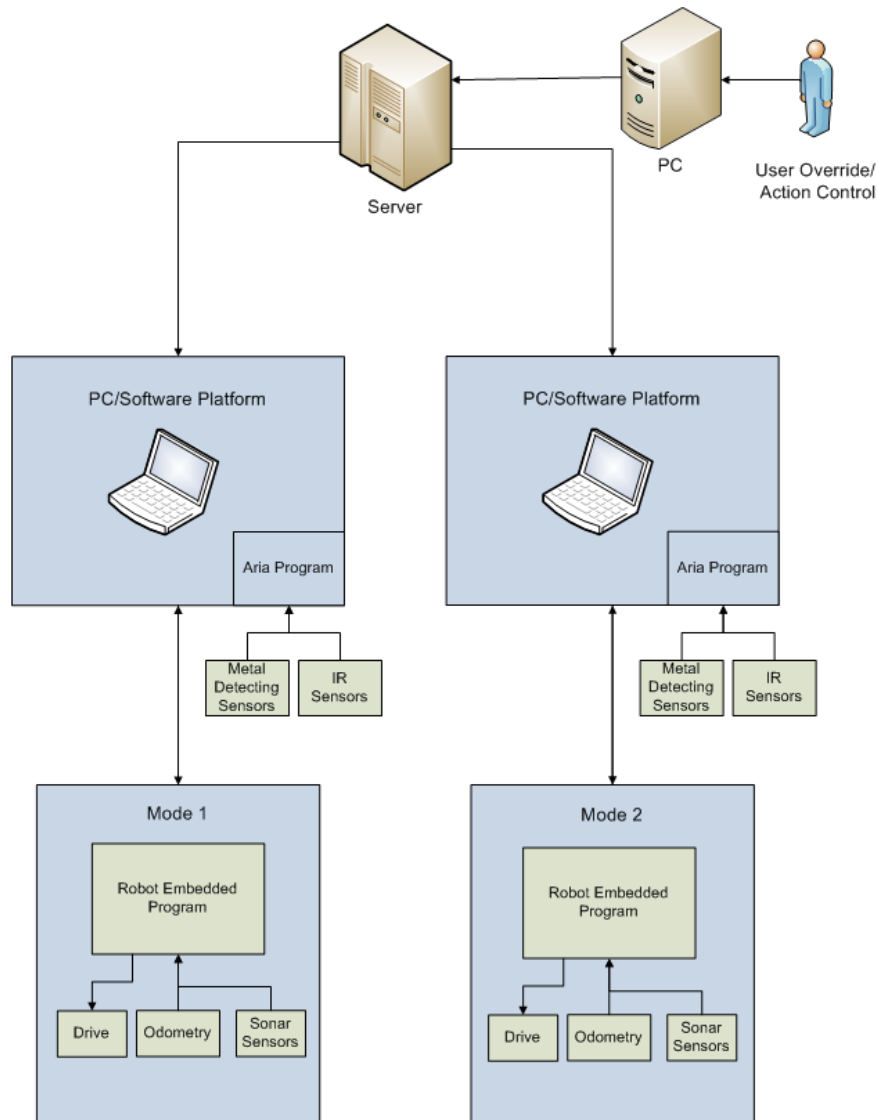 Server
PC
User Override/
Action Control
PC/Software Platform
Aria Program
Metal
Detecting
Sensors
IR
Sensors
PC/Software Platform
Aria Program
Metal
Detecting
Sensors
IR
Sensors
Mode 1
Robot Embedded
Program
Drive
Odometry
Sonar
Sensors
Mode 2
Robot Embedded
Program
Drive
Odometry
Sonar
Sensors